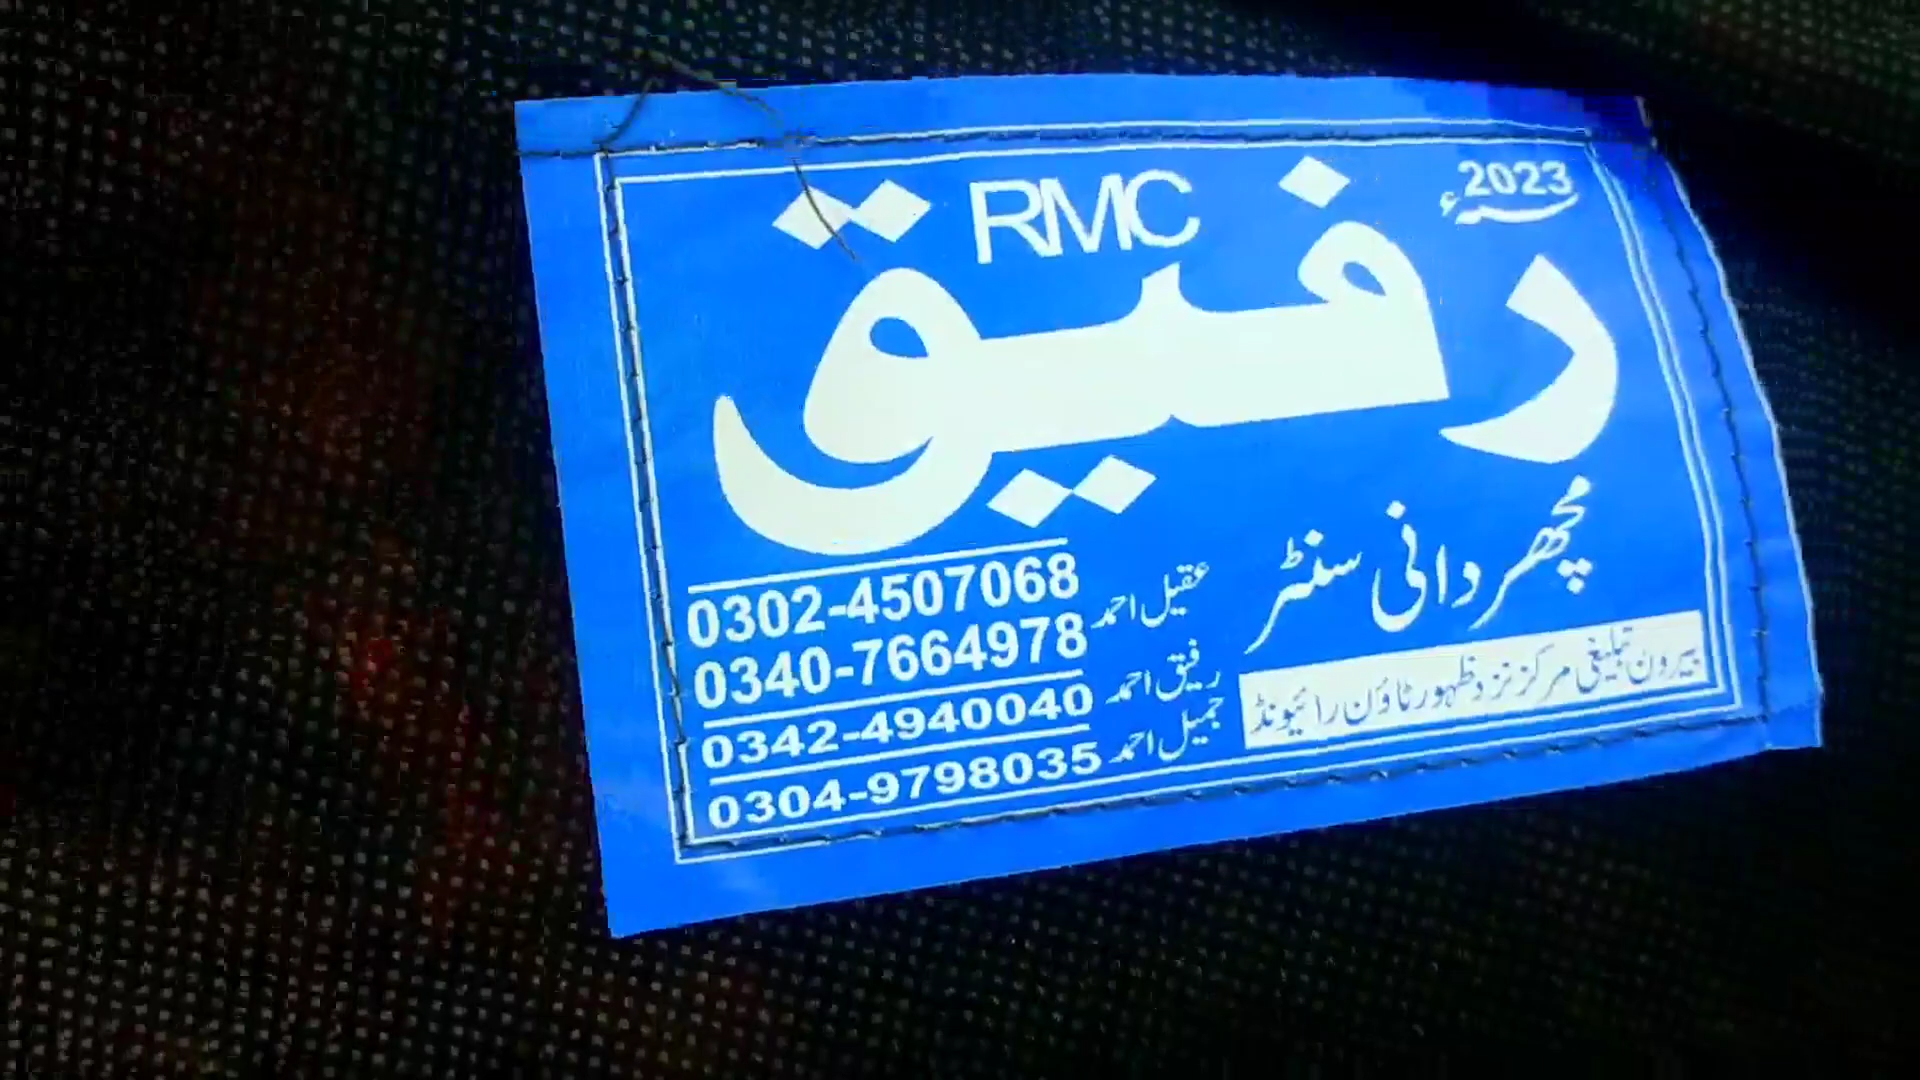 RMC
2023ء
رفیق
مچھر دانی سنٹر
بیرون تبلیغی مرکز نزد ظہور ٹاؤن رائیونڈ
عقیل احمد 0302-4507068
0340-7664978
رفیق احمد 0342-4940040
جمیل احمد 0304-9798035